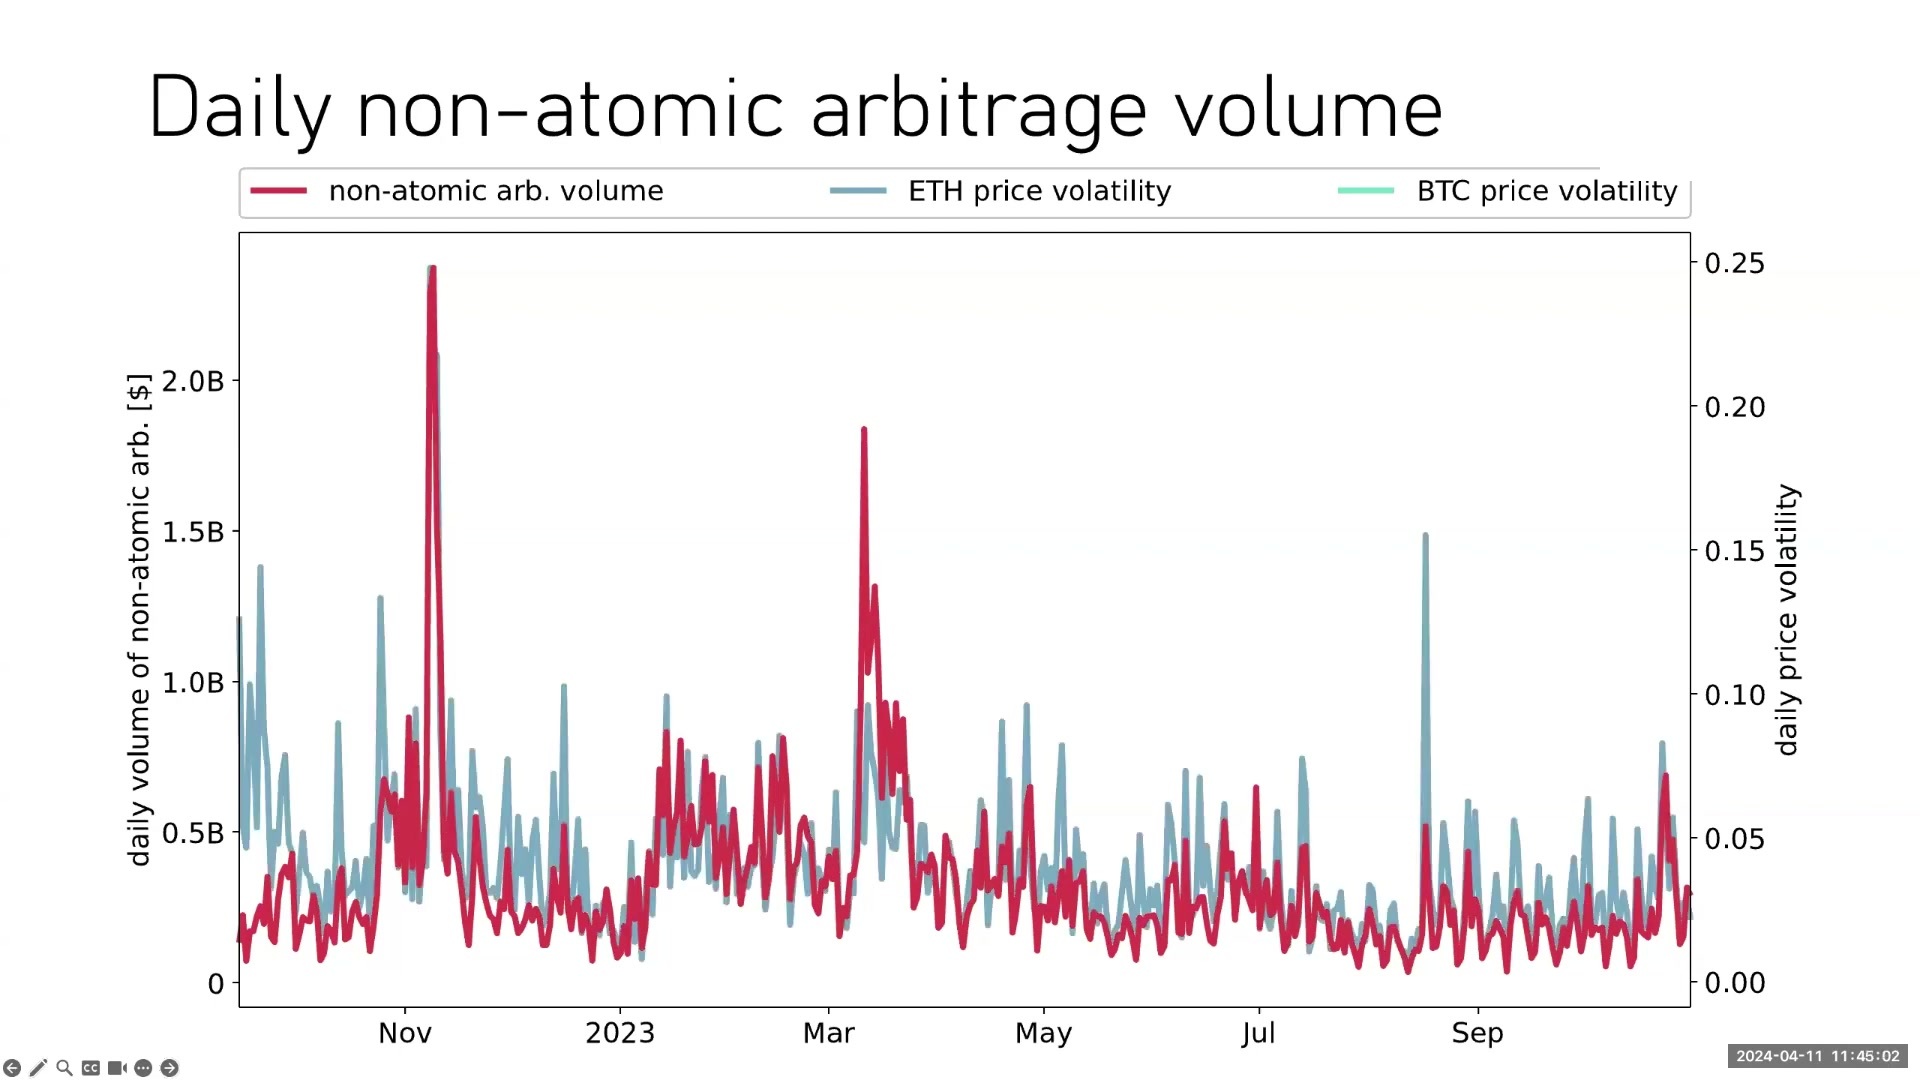 Daily non-atomic arbitrage volume
non-atomic arb. volume
ETH price volatility
BTC price volatility
daily volume of non-atomic arb. [$]
2.0B
1.5B
1.0B
0.5B
0
0.25
0.20
0.15
0.10
0.05
0.00
daily price volatility
Nov
2023
Mar
May
Jul
Sep
CC
2024-04-11 11:45:02